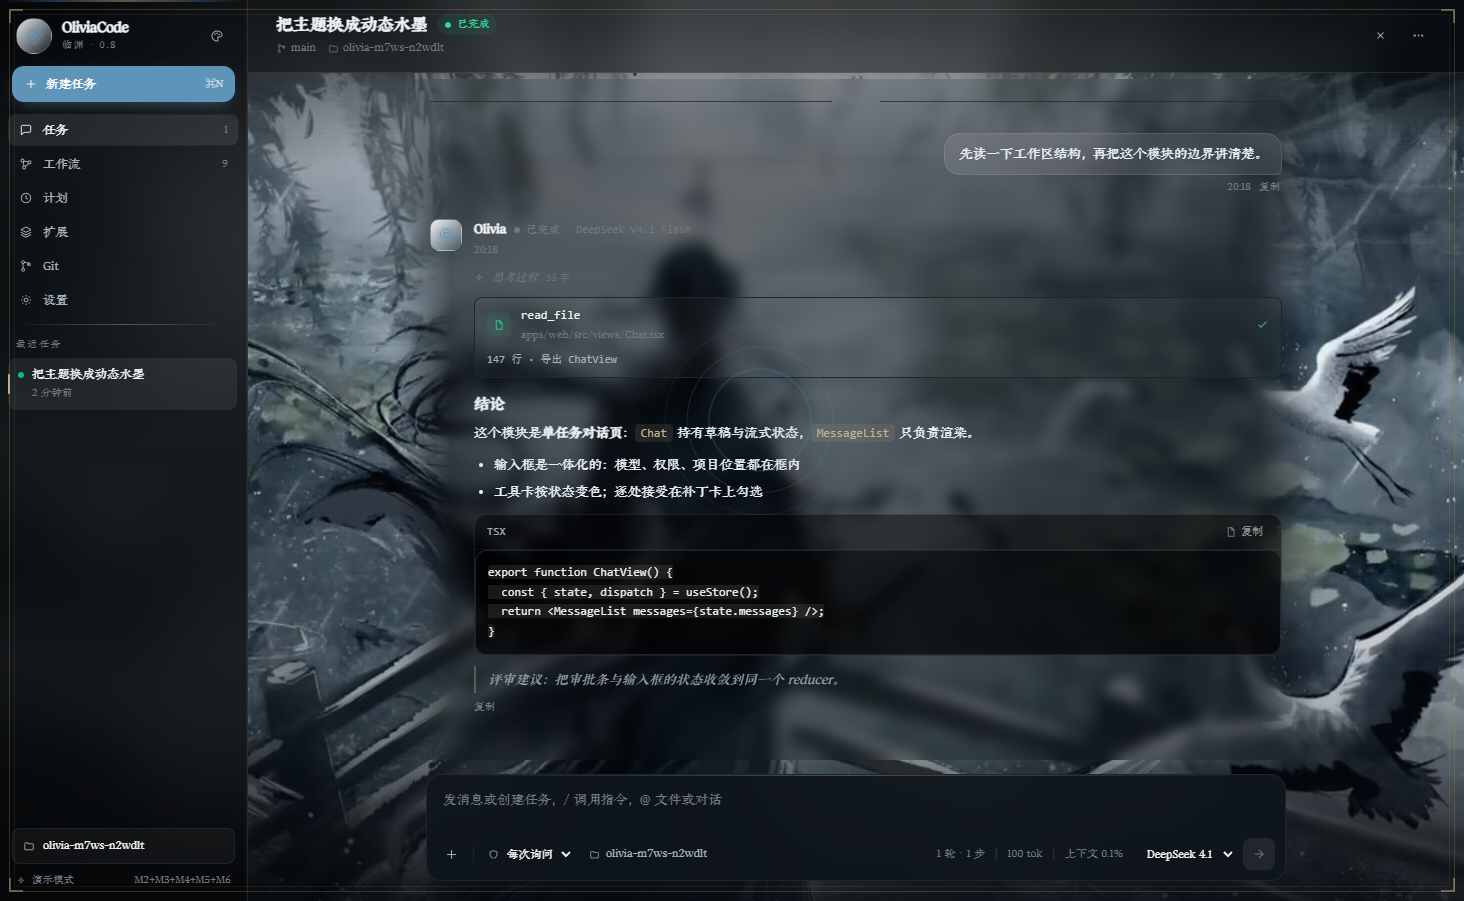 OliviaCode
临渊 · 0.8
新建任务 ⌘N
任务 1
工作流 9
计划
扩展
Git
设置
最近任务
把主题换成动态水墨
2 分钟前
olivia-m7ws-n2wdlt
演示模式 M2+M3+M4+M5+M6
把主题换成动态水墨 已完成
main olivia-m7ws-n2wdlt
先读一下工作区结构，再把这个模块的边界讲清楚。
20:18 复制
Olivia 已完成 DeepSeek V4.1 Flash
20:18
思考过程 35 字
read_file
apps/web/src/views/Chat.tsx
147 行 · 导出 ChatView
结论
这个模块是单任务对话页： Chat 持有草稿与流式状态， MessageList 只负责渲染。
• 输入框是一体化的：模型、权限、项目位置都在框内
• 工具卡按状态变色；逐处接受在补丁卡上勾选
TSX 复制
export function ChatView() {
  const { state, dispatch } = useStore();
  return <MessageList messages={state.messages} />;
}
评审建议：把审批条与输入框的状态收敛到同一个 reducer。
复制
发消息或创建任务，/ 调用指令，@ 文件或对话
每次询问 olivia-m7ws-n2wdlt 1 轮 · 1 步 | 100 tok | 上下文 0.1% DeepSeek 4.1